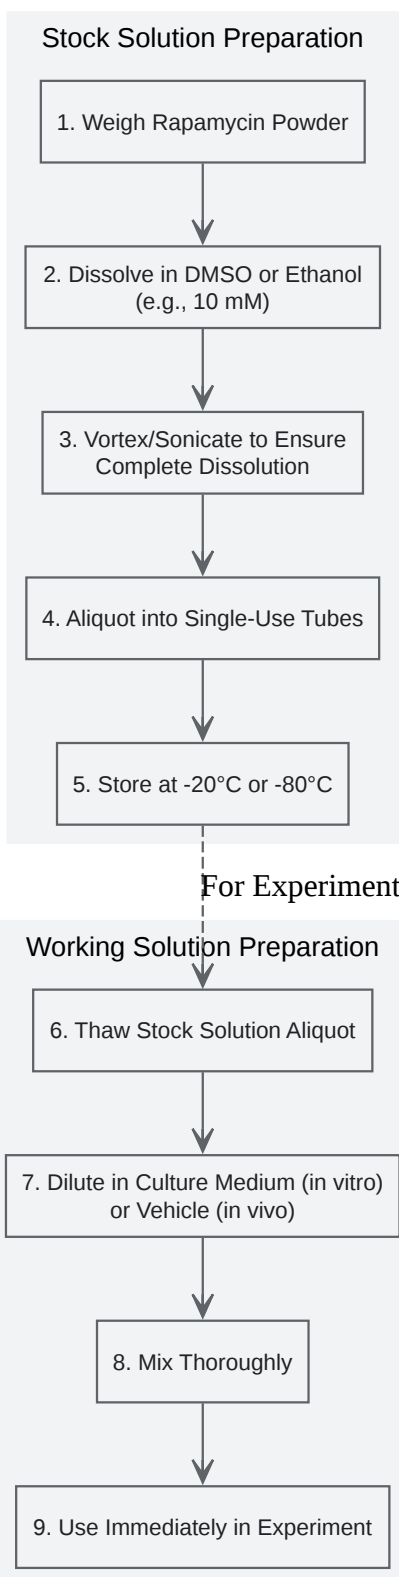 Stock Solution Preparation
1. Weigh Rapamycin Powder
2. Dissolve in DMSO or Ethanol
(e.g., 10 mM)
3. Vortex/Sonicate to Ensure
Complete Dissolution
4. Aliquot into Single-Use Tubes
5. Store at -20°C or -80°C
For Experiment
Working Solution Preparation
6. Thaw Stock Solution Aliquot
7. Dilute in Culture Medium (in vitro)
or Vehicle (in vivo)
8. Mix Thoroughly
9. Use Immediately in Experiment